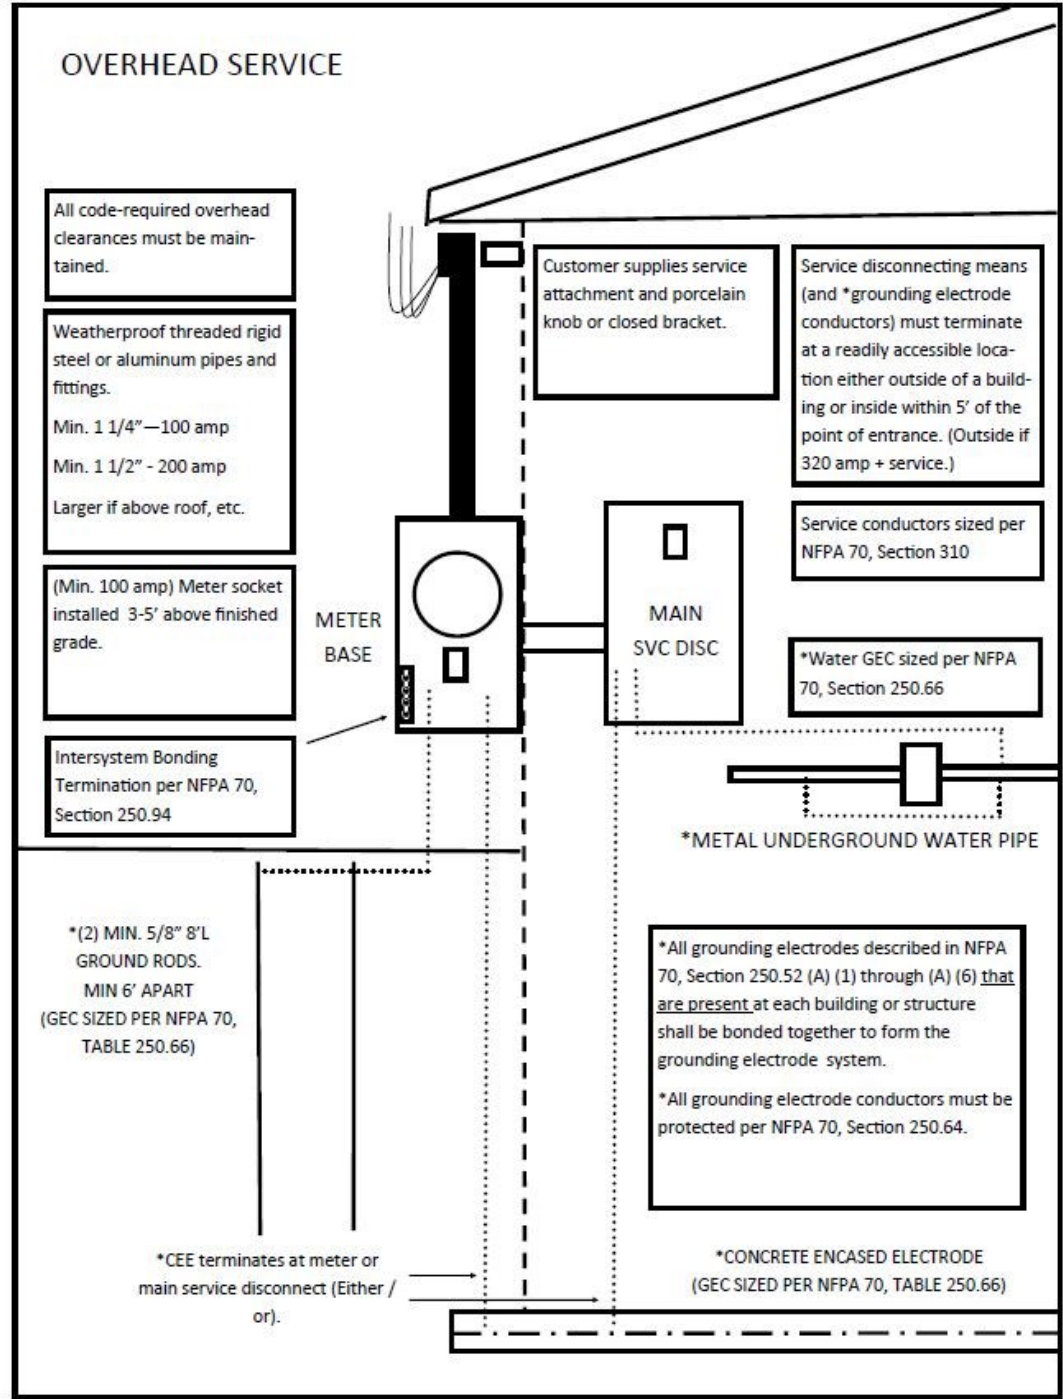 OVERHEAD SERVICE
All code-required overhead
clearances must be main-
tained.
Weatherproof threaded rigid
steel or aluminum pipes and
fittings.
Min. 1 1/4”—100 amp
Min. 1 1/2” - 200 amp
Larger if above roof, etc.
(Min. 100 amp) Meter socket
installed 3-5’ above finished
grade.
Intersystem Bonding
Termination per NFPA 70,
Section 250.94
METER
BASE
Customer supplies service
attachment and porcelain
knob or closed bracket.
MAIN
SVC DISC
Service disconnecting means
(and *grounding electrode
conductors) must terminate
at a readily accessible loca-
tion either outside of a build-
ing or inside within 5’ of the
point of entrance. (Outside if
320 amp + service.)
Service conductors sized per
NFPA 70, Section 310
*Water GEC sized per NFPA
70, Section 250.66
*METAL UNDERGROUND WATER PIPE
*(2) MIN. 5/8” 8’L
GROUND RODS.
MIN 6’ APART
(GEC SIZED PER NFPA 70,
TABLE 250.66)
*All grounding electrodes described in NFPA
70, Section 250.52 (A) (1) through (A) (6) that
are present at each building or structure
shall be bonded together to form the
grounding electrode system.
*All grounding electrode conductors must be
protected per NFPA 70, Section 250.64.
*CEE terminates at meter or
main service disconnect (Either /
or).
*CONCRETE ENCASED ELECTRODE
(GEC SIZED PER NFPA 70, TABLE 250.66)